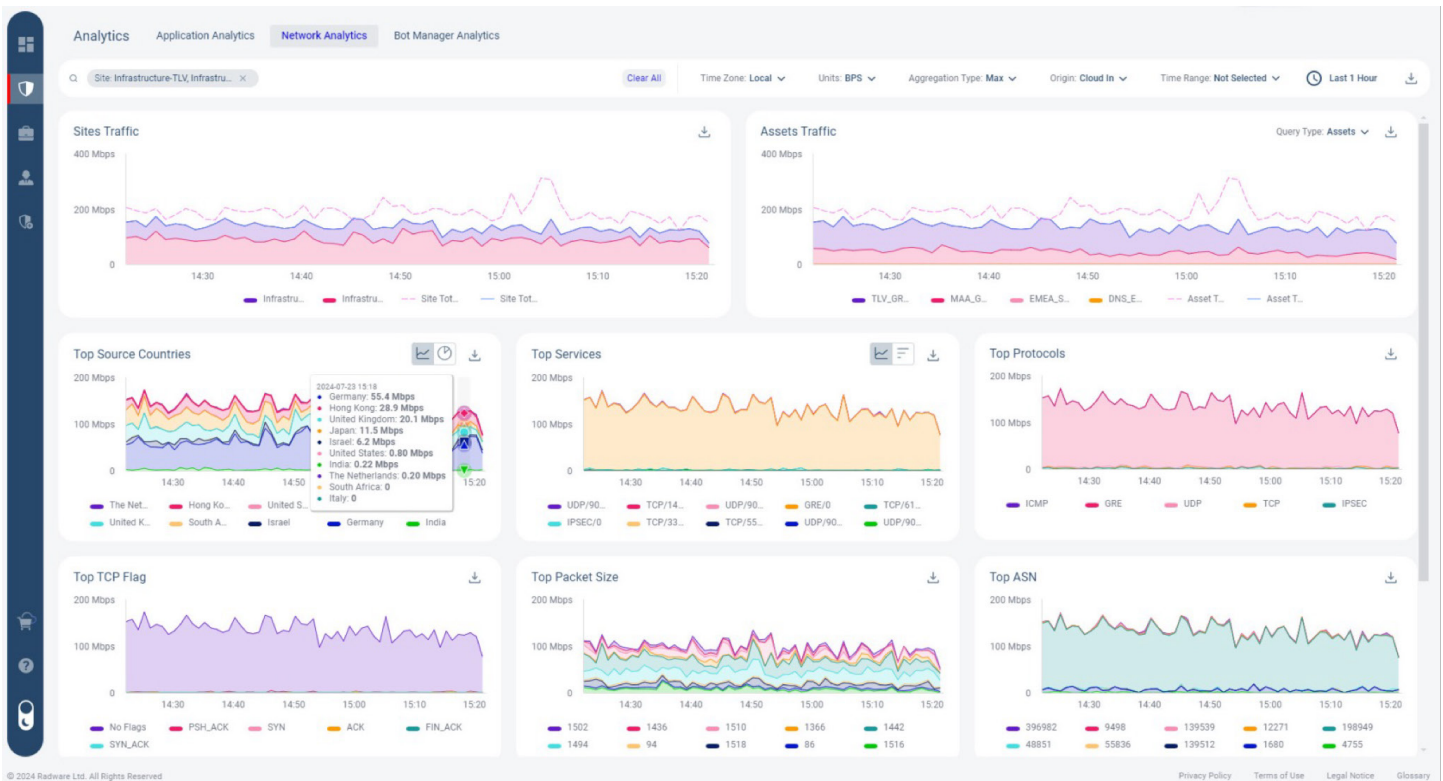 Analytics Application Analytics Network Analytics Bot Manager Analytics
Site: Infrastructure-TLV, Infrastru... × Clear All Time Zone: Local Units: BPS Aggregation Type: Max Origin: Cloud In Time Range: Not Selected Last 1 Hour
Sites Traffic
400 Mbps
200 Mbps
0
14:30 14:40 14:50 15:00 15:10 15:20
Infrastru... Infrastru... Site Tot... Site Tot...
Assets Traffic Query Type: Assets
400 Mbps
200 Mbps
0
14:30 14:40 14:50 15:00 15:10 15:20
TLV_GR... MAA_G... EMEA_S... DNS_E... Asset T... Asset T...
Top Source Countries
200 Mbps
100 Mbps
0
14:30 14:40 14:50 15:20
2024-07-23 15:18
Germany: 55.4 Mbps
Hong Kong: 28.9 Mbps
United Kingdom: 20.1 Mbps
Japan: 11.5 Mbps
Israel: 6.2 Mbps
United States: 0.80 Mbps
India: 0.22 Mbps
The Netherlands: 0.20 Mbps
South Africa: 0
Italy: 0
The Net... Hong Ko... United S...
United K... South A... Israel Germany India
Top Services
200 Mbps
100 Mbps
0
14:30 14:40 14:50 15:00 15:10 15:20
UDP/90... TCP/14... UDP/90... GRE/0 TCP/61...
IPSEC/0 TCP/33... TCP/55... UDP/90... UDP/90...
Top Protocols
200 Mbps
100 Mbps
0
14:30 14:40 14:50 15:00 15:10 15:20
ICMP GRE UDP TCP IPSEC
Top TCP Flag
200 Mbps
100 Mbps
0
14:30 14:40 14:50 15:00 15:10 15:20
No Flags PSH_ACK SYN ACK FIN_ACK
SYN_ACK
Top Packet Size
200 Mbps
100 Mbps
0
14:30 14:40 14:50 15:00 15:10 15:20
1502 1436 1510 1366 1442
1494 94 1518 86 1516
Top ASN
200 Mbps
100 Mbps
0
14:30 14:40 14:50 15:00 15:10 15:20
396982 9498 139539 12271 198949
48851 55836 139512 1680 4755
© 2024 Radware Ltd. All Rights Reserved Privacy Policy Terms of Use Legal Notice Glossary